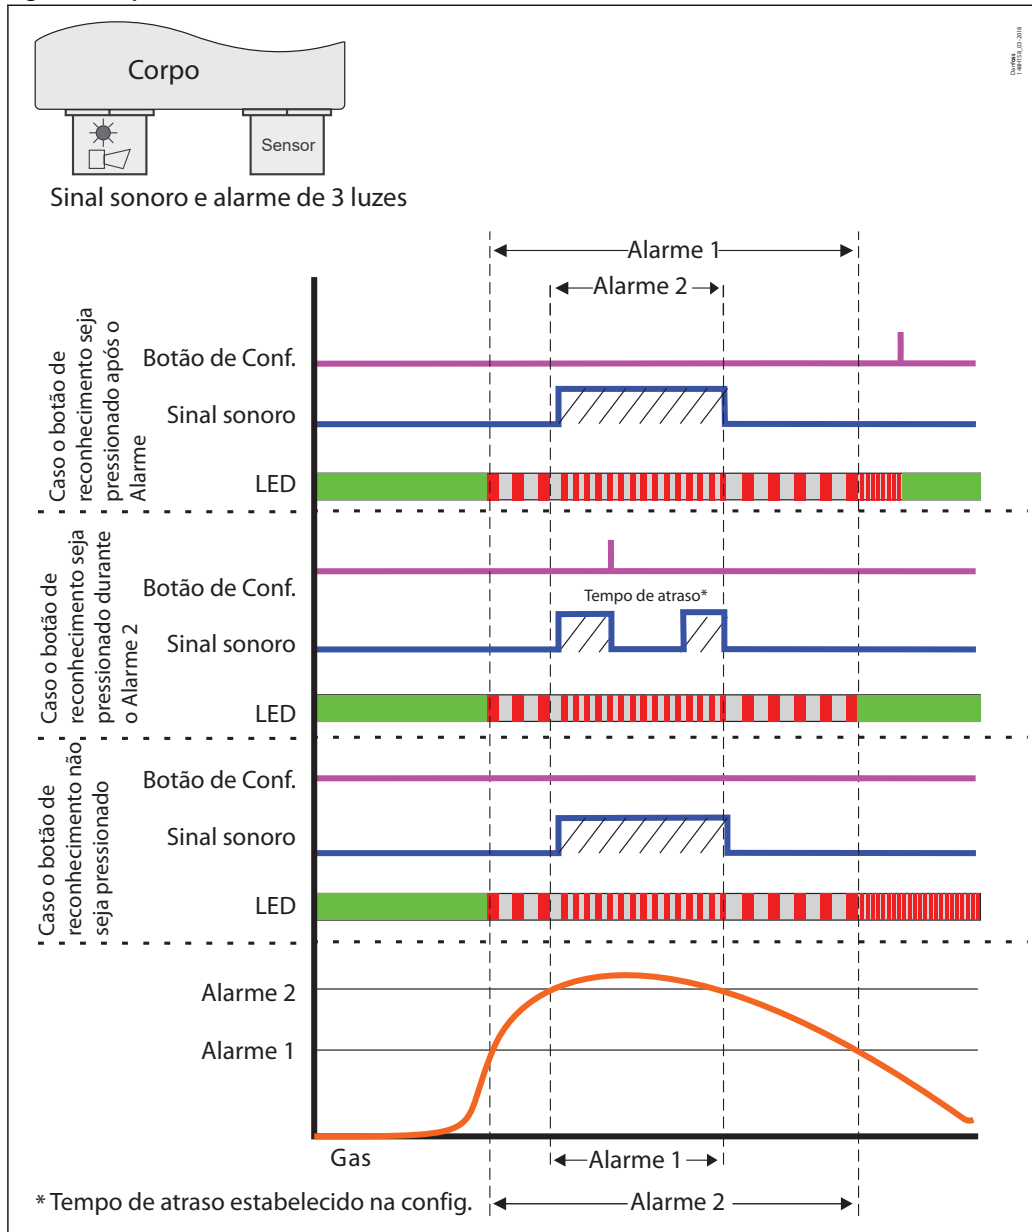 Danfoss
Corpo
Sensor
Sinal sonoro e alarme de 3 luzes
Alarme 1
Alarme 2
Caso o botão de
reconhecimento seja
pressionado após o
Alarme
Botão de Conf.
Sinal sonoro
LED
Caso o botão de
reconhecimento seja
pressionado durante
o Alarme 2
Botão de Conf.
Tempo de atraso*
Sinal sonoro
LED
Caso o botão de
reconhecimento não
seja pressionado
Botão de Conf.
Sinal sonoro
LED
Alarme 2
Alarme 1
Gas
Alarme 1
* Tempo de atraso estabelecido na config.
Alarme 2